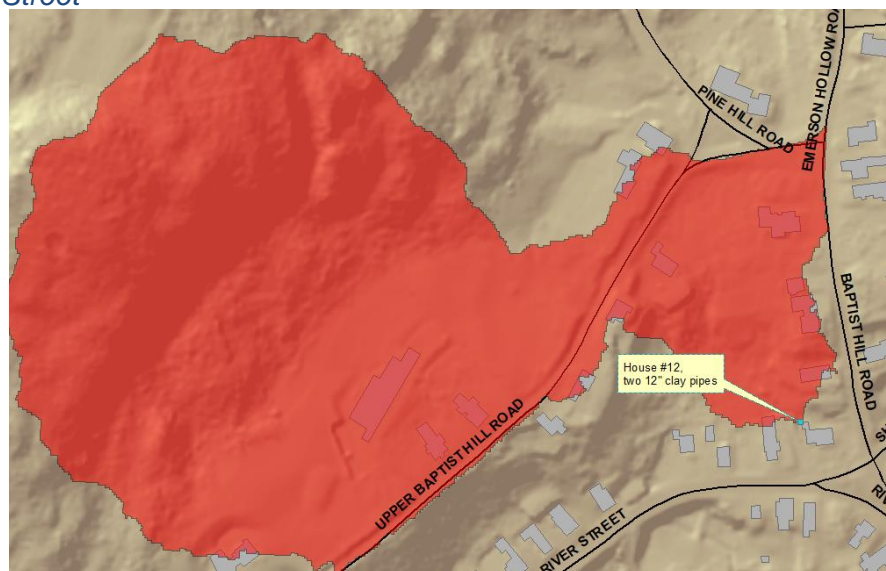 Street
PINE HILL ROAD
EMERSON HOLLOW ROA
House #12,
two 12" clay pipes
BAPTIST HILL ROAD
UPPER BAPTIST HILL ROAD
RIVER STREET